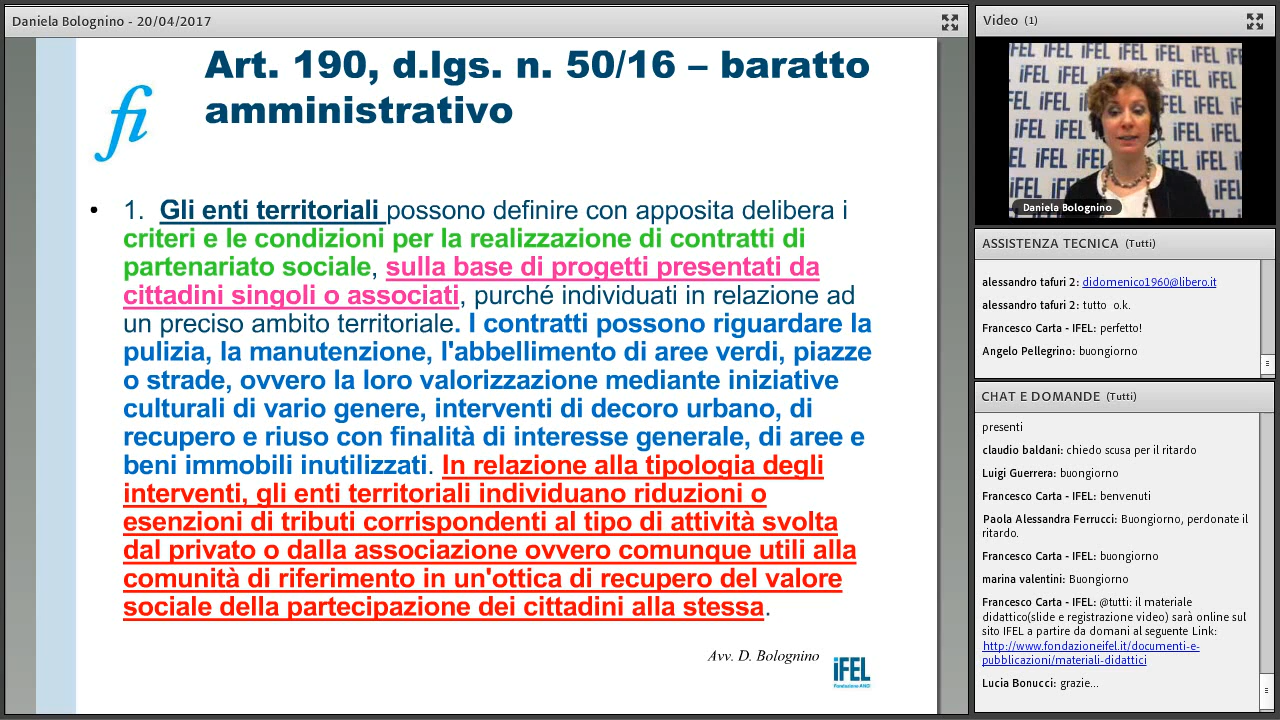 Daniela Bolognino - 20/04/2017
Art. 190, d.lgs. n. 50/16 – baratto
amministrativo
fi
• 1. Gli enti territoriali possono definire con apposita delibera i
criteri e le condizioni per la realizzazione di contratti di
partenariato sociale, sulla base di progetti presentati da
cittadini singoli o associati, purché individuati in relazione ad
un preciso ambito territoriale. I contratti possono riguardare la
pulizia, la manutenzione, l'abbellimento di aree verdi, piazze
o strade, ovvero la loro valorizzazione mediante iniziative
culturali di vario genere, interventi di decoro urbano, di
recupero e riuso con finalità di interesse generale, di aree e
beni immobili inutilizzati. In relazione alla tipologia degli
interventi, gli enti territoriali individuano riduzioni o
esenzioni di tributi corrispondenti al tipo di attività svolta
dal privato o dalla associazione ovvero comunque utili alla
comunità di riferimento in un'ottica di recupero del valore
sociale della partecipazione dei cittadini alla stessa.
Avv. D. Bolognino
iFEL
Fondazione ANCI
Video (1)
iFEL
Daniela Bolognino
ASSISTENZA TECNICA (Tutti)
alessandro tafuri 2: didomenico1960@libero.it
alessandro tafuri 2: tutto o.k.
Francesco Carta - IFEL: perfetto!
Angelo Pellegrino: buongiorno
CHAT E DOMANDE (Tutti)
presenti
claudio baldani: chiedo scusa per il ritardo
Luigi Guerrera: buongiorno
Francesco Carta - IFEL: benvenuti
Paola Alessandra Ferrucci: Buongiorno, perdonate il
ritardo.
Francesco Carta - IFEL: buongiorno
marina valentini: Buongiorno
Francesco Carta - IFEL: @tutti: il materiale
didattico(slide e registrazione video) sarà online sul
sito IFEL a partire da domani al seguente Link:
http://www.fondazioneifel.it/documenti-e-
pubblicazioni/materiali-didattici
Lucia Bonucci: grazie...